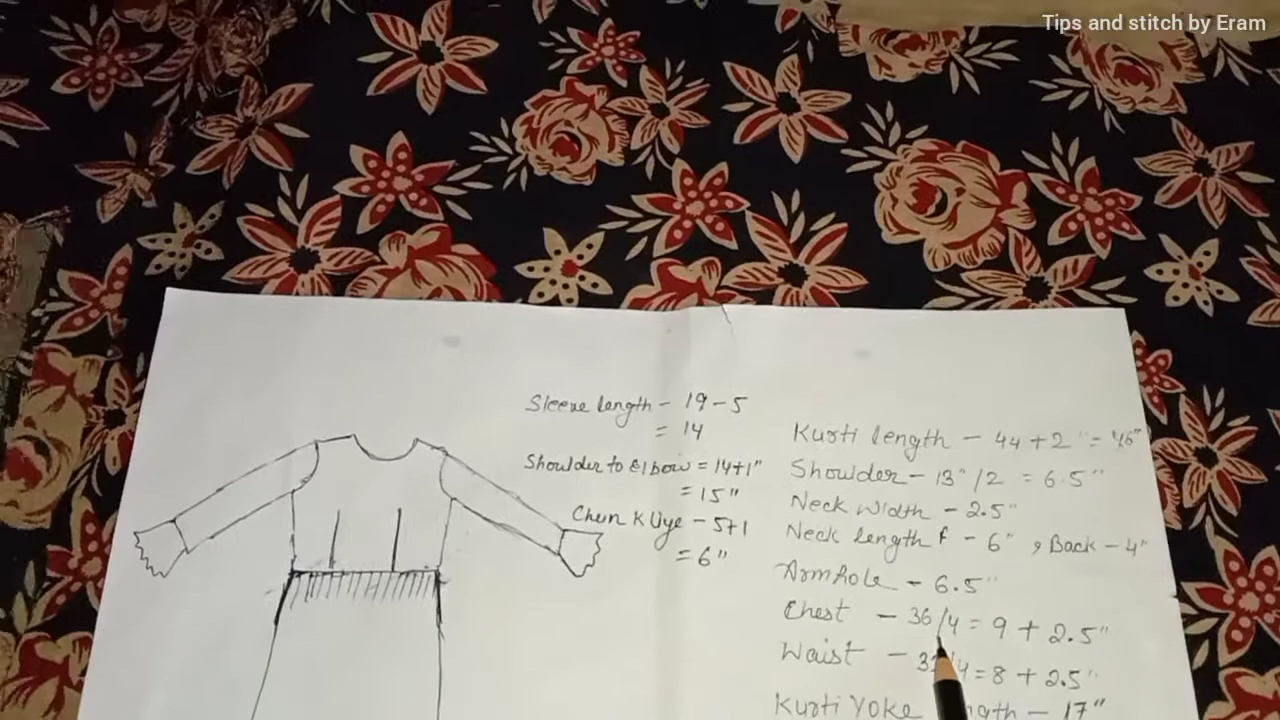 Tips and stitch by Eram
Sleeve length - 19-5
= 14
Shoulder to Elbow = 14+1"
= 15"
Chun K liye - 5+1
= 6"
Kurti length - 44+2" = 46"
Shoulder - 13"/2 = 6.5"
Neck Width - 2.5"
Neck length f - 6", Back - 4"
Armhole - 6.5"
Chest - 36/4 = 9 + 2.5"
Waist - /4 = 8 + 2.5"
Kurti Yoke - 17"